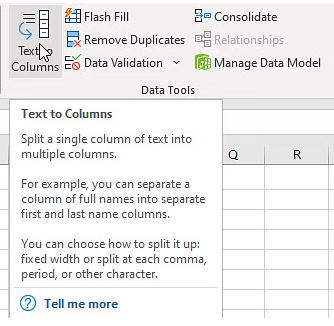 Text to
Columns
Flash Fill
Remove Duplicates
Data Validation
Consolidate
Relationships
Manage Data Model
Data Tools
Text to Columns
Split a single column of text into
multiple columns.
For example, you can separate a
column of full names into separate
first and last name columns.
You can choose how to split it up:
fixed width or split at each comma,
period, or other character.
? Tell me more
Q
R